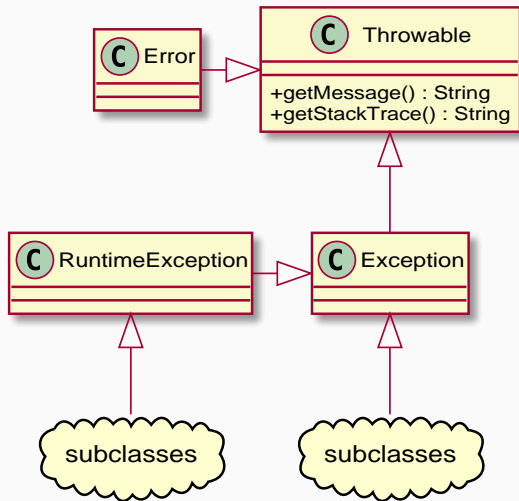 C Error
C Throwable
+getMessage() : String
+getStackTrace() : String
C RuntimeException
C Exception
subclasses
subclasses